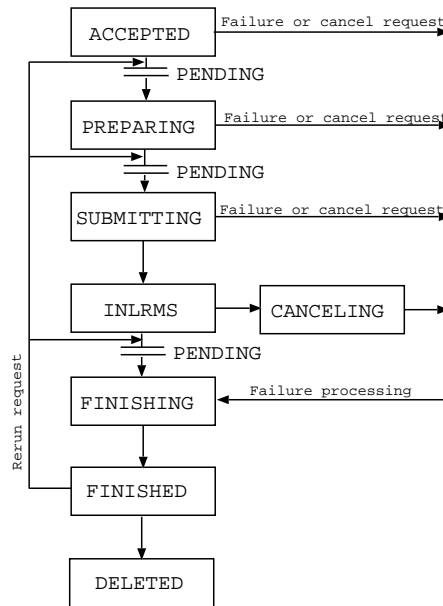 ACCEPTED
Failure or cancel request
PENDING
PREPARING
Failure or cancel request
PENDING
SUBMITTING
Failure or cancel request
INLRMS
CANCELING
PENDING
FINISHING
Failure processing
Rerun request
FINISHED
DELETED